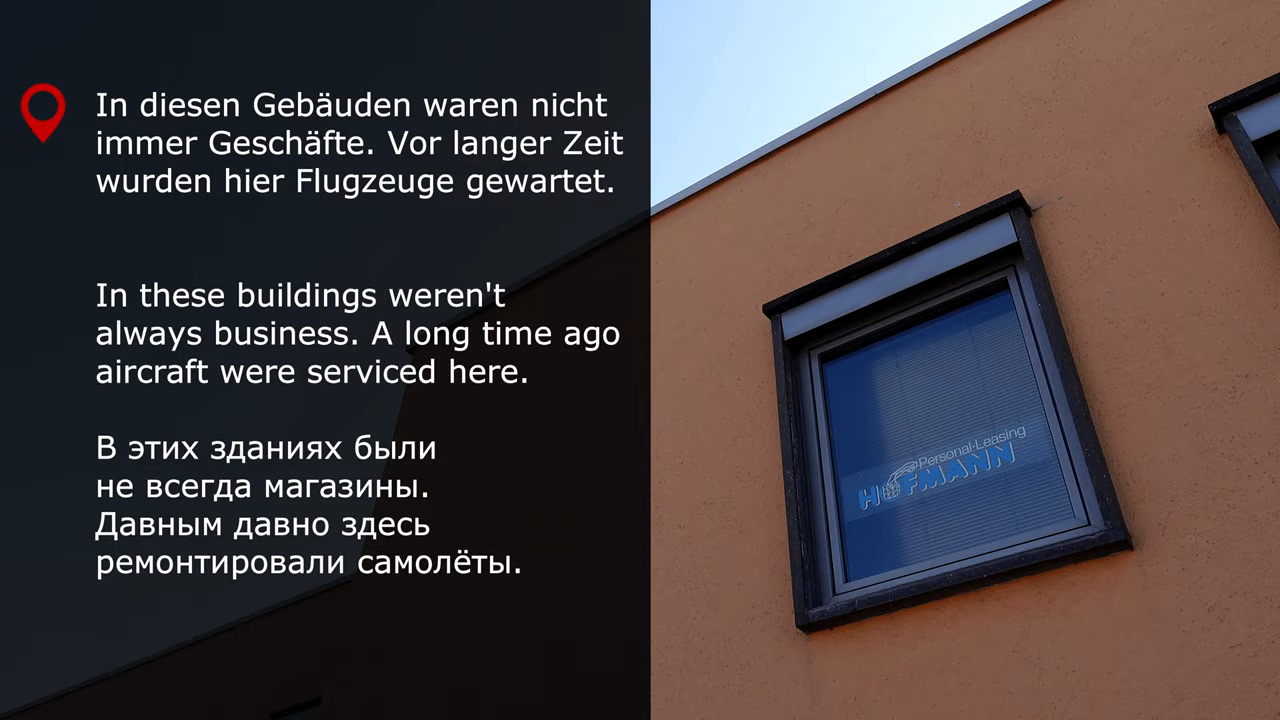 In diesen Gebäuden waren nicht
immer Geschäfte. Vor langer Zeit
wurden hier Flugzeuge gewartet.
In these buildings weren't
always business. A long time ago
aircraft were serviced here.
В этих зданиях были
не всегда магазины.
Давным давно здесь
ремонтировали самолёты.
Personal·Leasing
HOFMANN